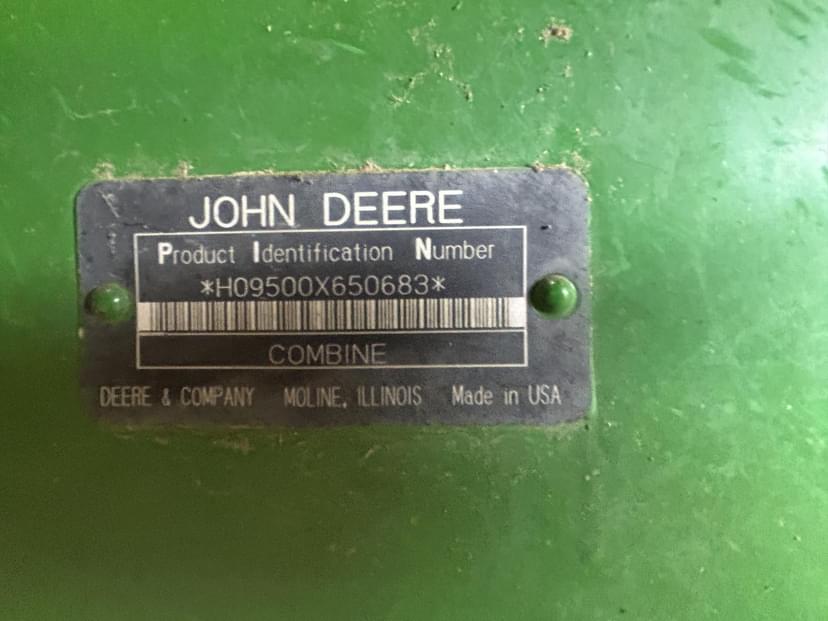 JOHN DEERE
Product Identification Number
*H09500X650683*
COMBINE
DEERE & COMPANY MOLINE, ILLINOIS Made in USA